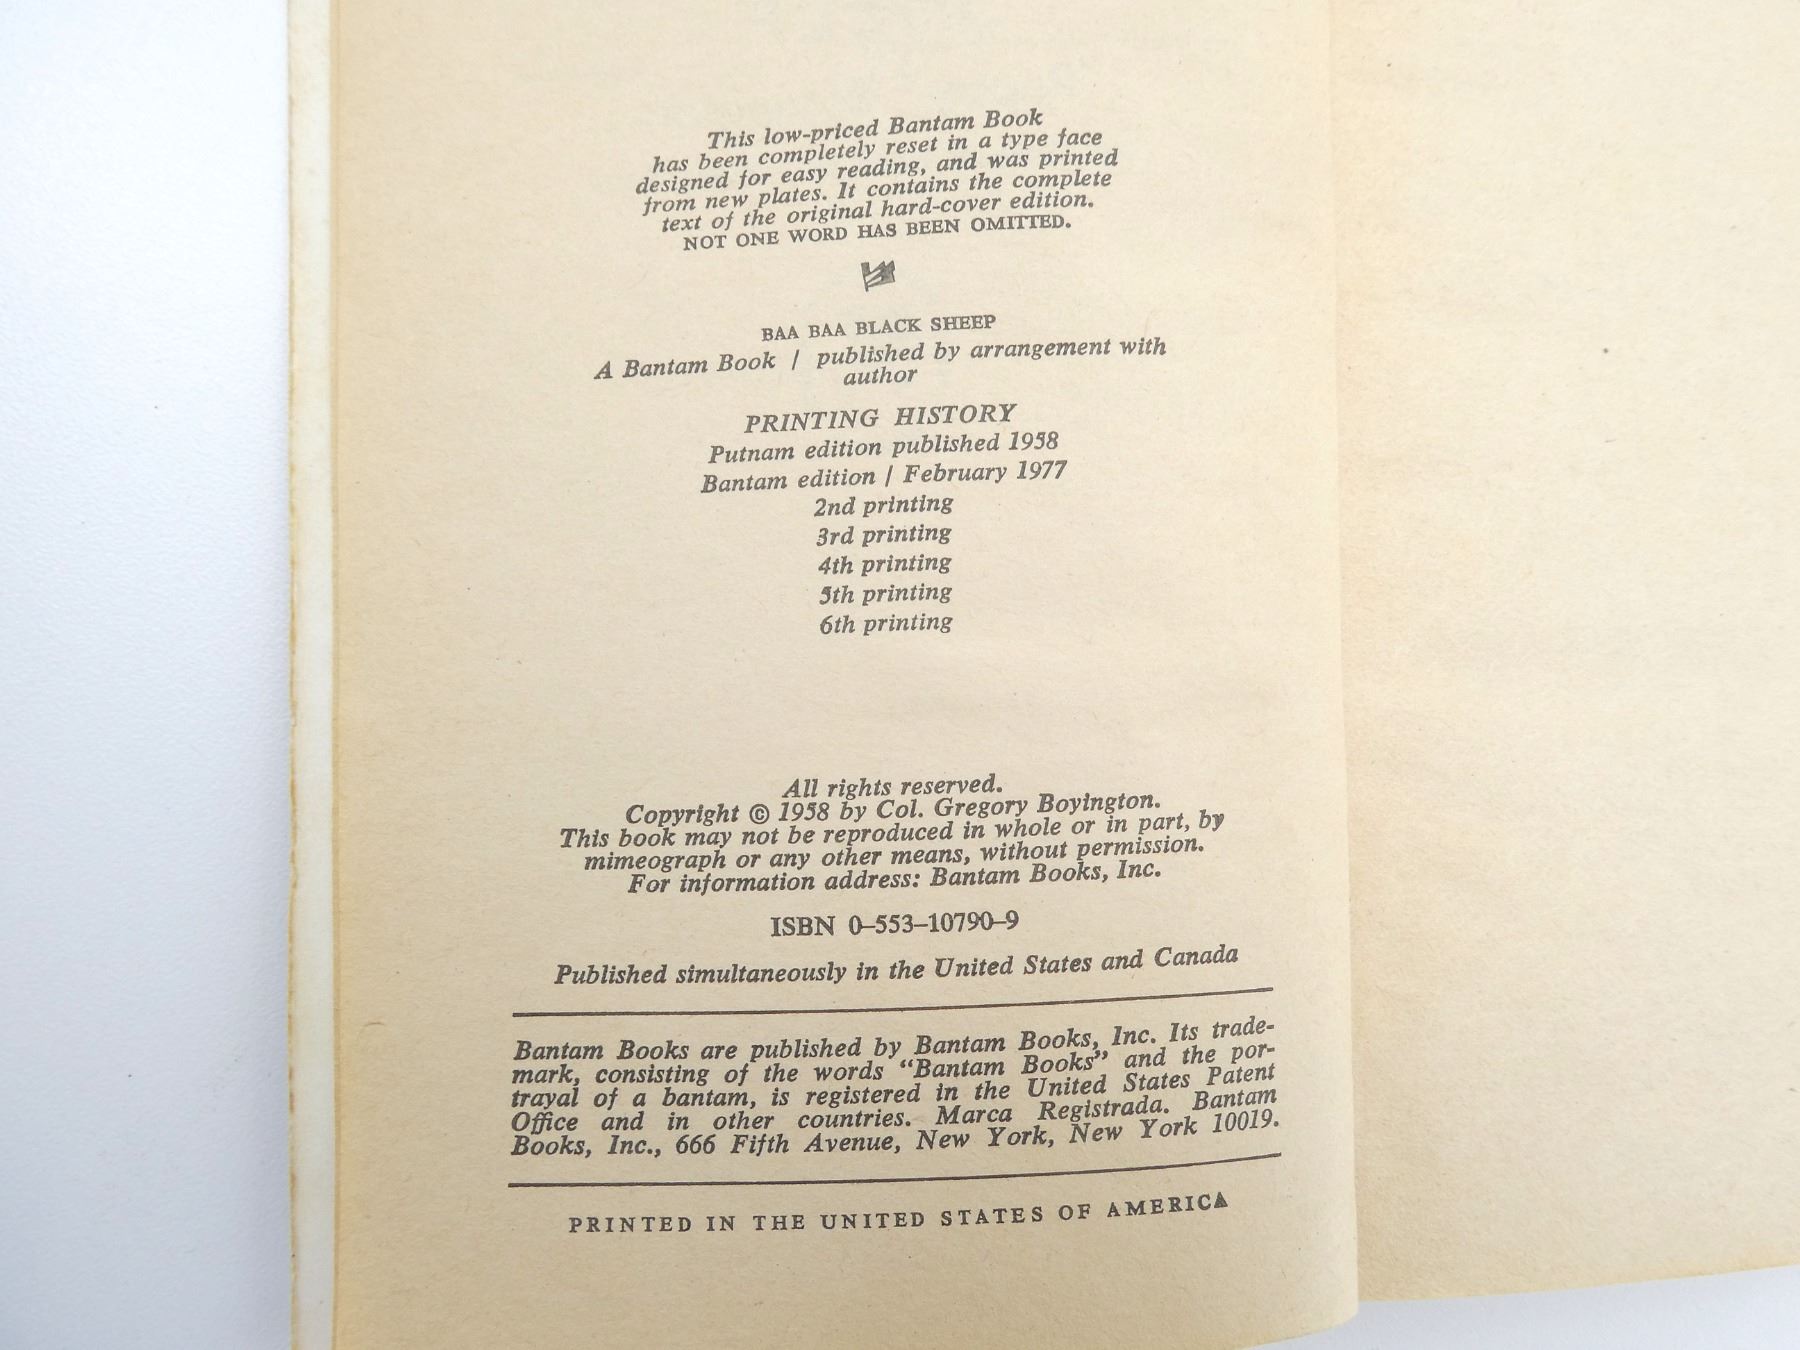 This low-priced Bantam Book
has been completely reset in a type face
designed for easy reading, and was printed
from new plates. It contains the complete
text of the original hard-cover edition.
NOT ONE WORD HAS BEEN OMITTED.
BAA BAA BLACK SHEEP
A Bantam Book / published by arrangement with
author
PRINTING HISTORY
Putnam edition published 1958
Bantam edition / February 1977
2nd printing
3rd printing
4th printing
5th printing
6th printing
All rights reserved.
Copyright © 1958 by Col. Gregory Boyington.
This book may not be reproduced in whole or in part, by
mimeograph or any other means, without permission.
For information address: Bantam Books, Inc.
ISBN 0–553–10790–9
Published simultaneously in the United States and Canada
Bantam Books are published by Bantam Books, Inc. Its trade-
mark, consisting of the words “Bantam Books” and the por-
trayal of a bantam, is registered in the United States Patent
Office and in other countries. Marca Registrada. Bantam
Books, Inc., 666 Fifth Avenue, New York, New York 10019.
PRINTED IN THE UNITED STATES OF AMERICA